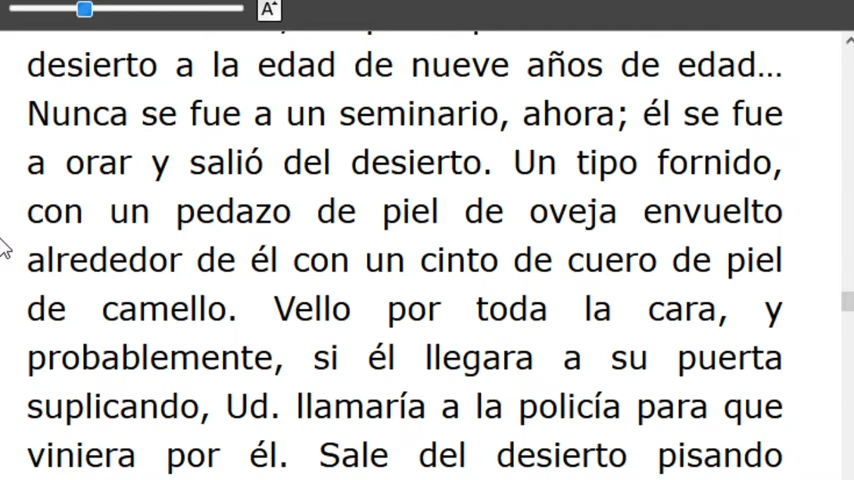 A
desierto a la edad de nueve años de edad...
Nunca se fue a un seminario, ahora; él se fue
a orar y salió del desierto. Un tipo fornido,
con un pedazo de piel de oveja envuelto
alrededor de él con un cinto de cuero de piel
de camello. Vello por toda la cara, y
probablemente, si él llegara a su puerta
suplicando, Ud. llamaría a la policía para que
viniera por él. Sale del desierto pisando